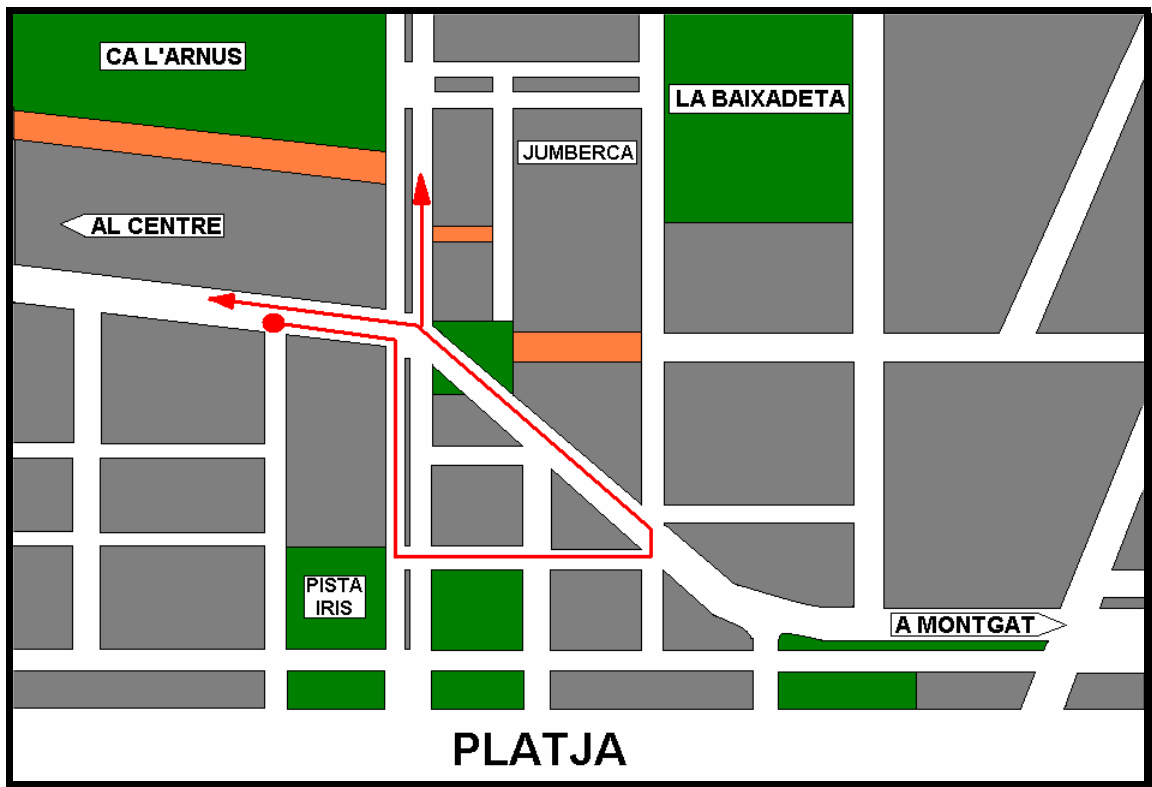 CA L'ARNUS
LA BAIXADETA
JUMBERCA
AL CENTRE
PISTA
IRIS
A MONTGAT
PLATJA